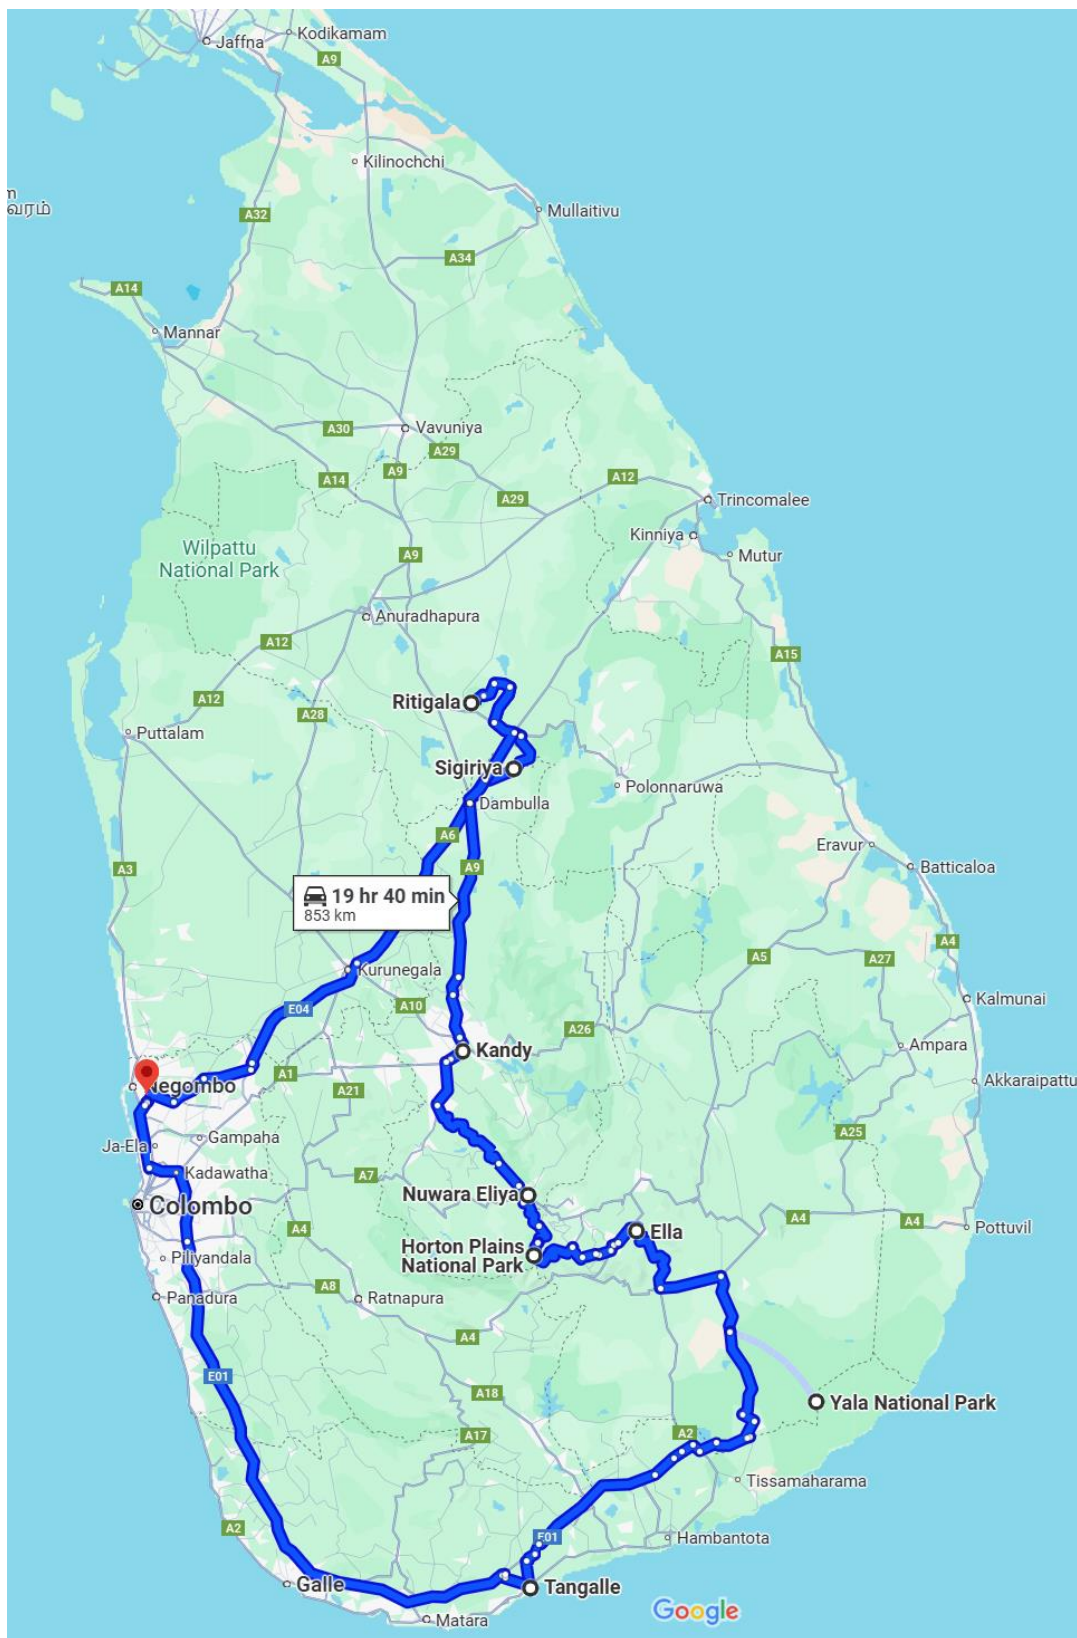 Jaffna
Kodikamam
A9
Kilinochchi
m
வரம்
A32
Mullaitivu
A34
A14
Mannar
A30
Vavuniya
A29
A9
A14
A12
A29
Trincomalee
Kinniya
Mutur
Wilpattu
National Park
A9
Anuradhapura
A12
A15
Ritigala
A12
A28
Puttalam
Sigiriya
Polonnaruwa
Dambulla
A6
Eravur
A3
A9
Batticaloa
19 hr 40 min
853 km
A4
A5
A27
Kurunegala
Kalmunai
E04
A10
A26
Kandy
Ampara
A1
Negombo
A21
Akkaraipattu
A25
Gampaha
Ja-Ela
Kadawatha
A7
Nuwara Eliya
Colombo
A4
A4
Pottuvil
A4
Ella
Horton Plains
National Park
Piliyandala
A8
Panadura
Ratnapura
A4
E01
A18
Yala National Park
A17
A2
Tissamaharama
A2
E01
Hambantota
Galle
Tangalle
Google
Matara